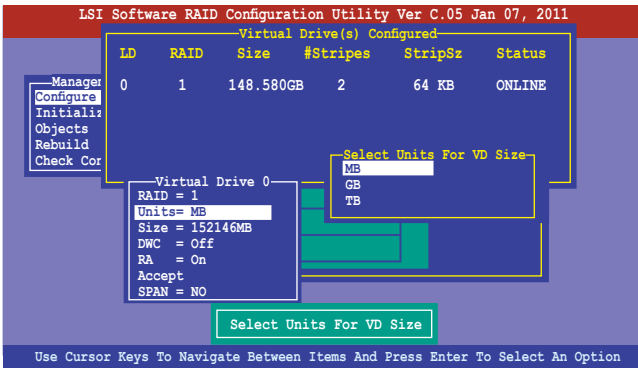 LSI Software RAID Configuration Utility Ver C.05 Jan 07, 2011
Virtual Drive(s) Configured
LD RAID Size #Stripes StripSz Status
0 1 148.580GB 2 64 KB ONLINE
Configure
Objects
Rebuild
Check
Select Units For VD Size
MB
GB
TB
Virtual Drive 0
RAID = 1
Units= MB
Size = 152146MB
DWC = Off
RA = On
Accept
SPAN = NO
Select Units For VD Size
Use Cursor Keys To Navigate Between Items And Press Enter To Select An Option